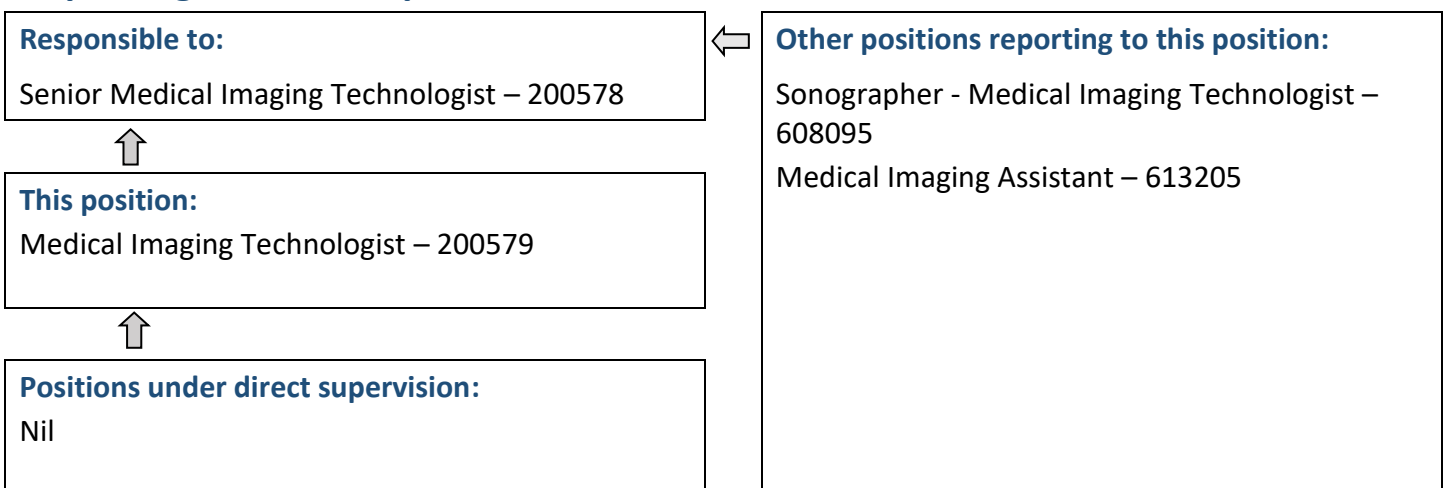 Responsible to:
Senior Medical Imaging Technologist – 200578
This position:
Medical Imaging Technologist – 200579
Positions under direct supervision:
Nil
Other positions reporting to this position:
Sonographer - Medical Imaging Technologist –
608095
Medical Imaging Assistant – 613205